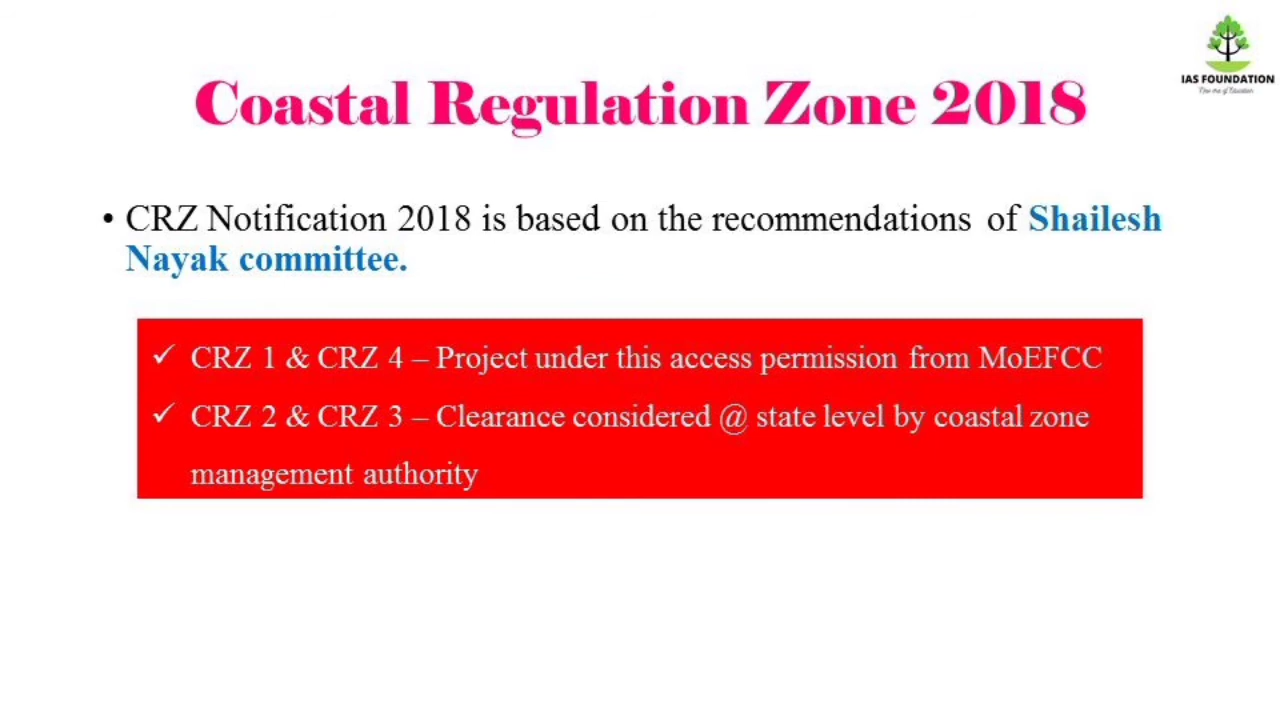 IAS FOUNDATION
Coastal Regulation Zone 2018
• CRZ Notification 2018 is based on the recommendations of Shailesh
Nayak committee.
✓ CRZ 1 & CRZ 4 – Project under this access permission from MoEFCC
✓ CRZ 2 & CRZ 3 – Clearance considered @ state level by coastal zone
management authority